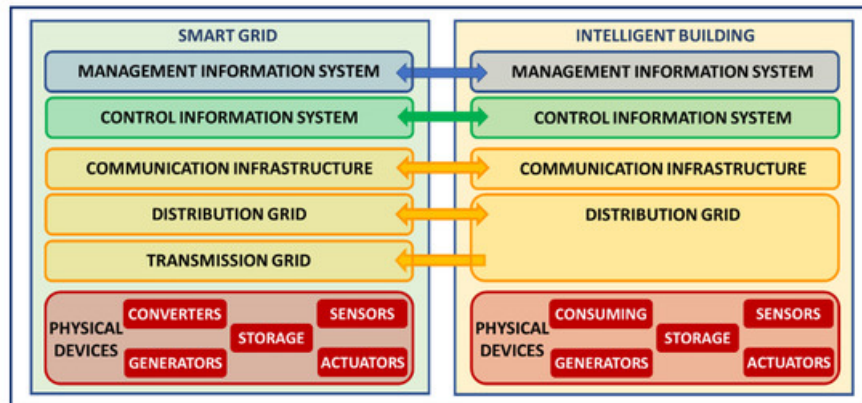 SMART GRID
MANAGEMENT INFORMATION SYSTEM
CONTROL INFORMATION SYSTEM
COMMUNICATION INFRASTRUCTURE
DISTRIBUTION GRID
TRANSMISSION GRID
PHYSICAL
DEVICES
CONVERTERS
SENSORS
STORAGE
GENERATORS
ACTUATORS
INTELLIGENT BUILDING
MANAGEMENT INFORMATION SYSTEM
CONTROL INFORMATION SYSTEM
COMMUNICATION INFRASTRUCTURE
DISTRIBUTION GRID
PHYSICAL
DEVICES
CONSUMING
SENSORS
STORAGE
GENERATORS
ACTUATORS